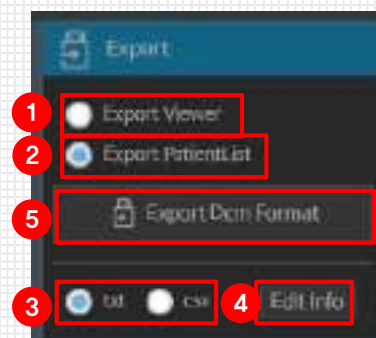 Export
1 Export Viewer
2 Export PatientList
5 Export Dcm Format
3 txt csv 4 Edit info